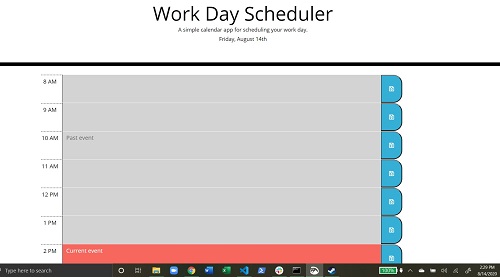 Work Day Scheduler
A simple calendar app for scheduling your work day.
Friday, August 14th
8 AM
9 AM
10 AM Past event
11 AM
12 PM
1 PM
2 PM Current event
Type here to search
100%
2:29 PM
8/14/2020